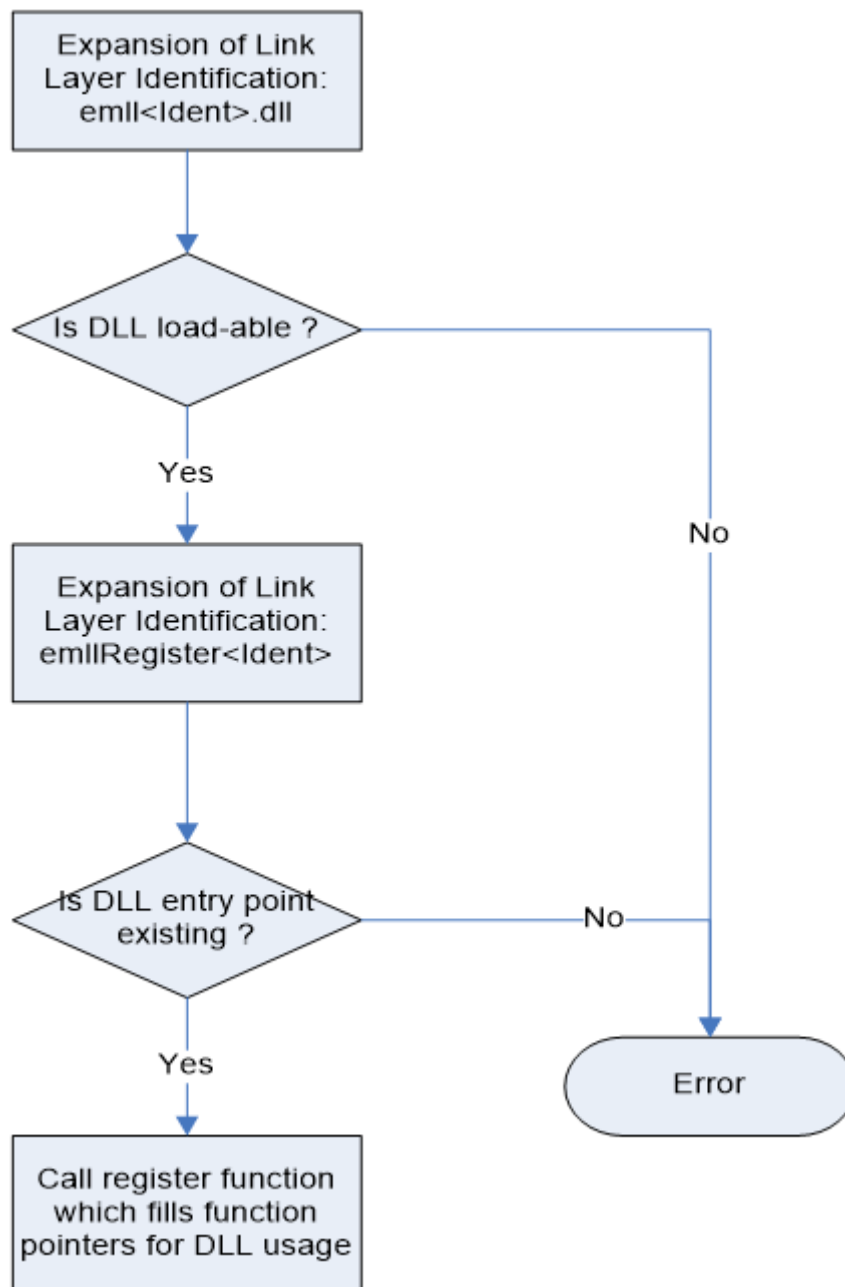 Expansion of Link
Layer Identification:
emll<Ident>.dll
Is DLL load-able ?
Yes
No
Expansion of Link
Layer Identification:
emllRegister<Ident>
Is DLL entry point
existing ?
No
Yes
Error
Call register function
which fills function
pointers for DLL usage